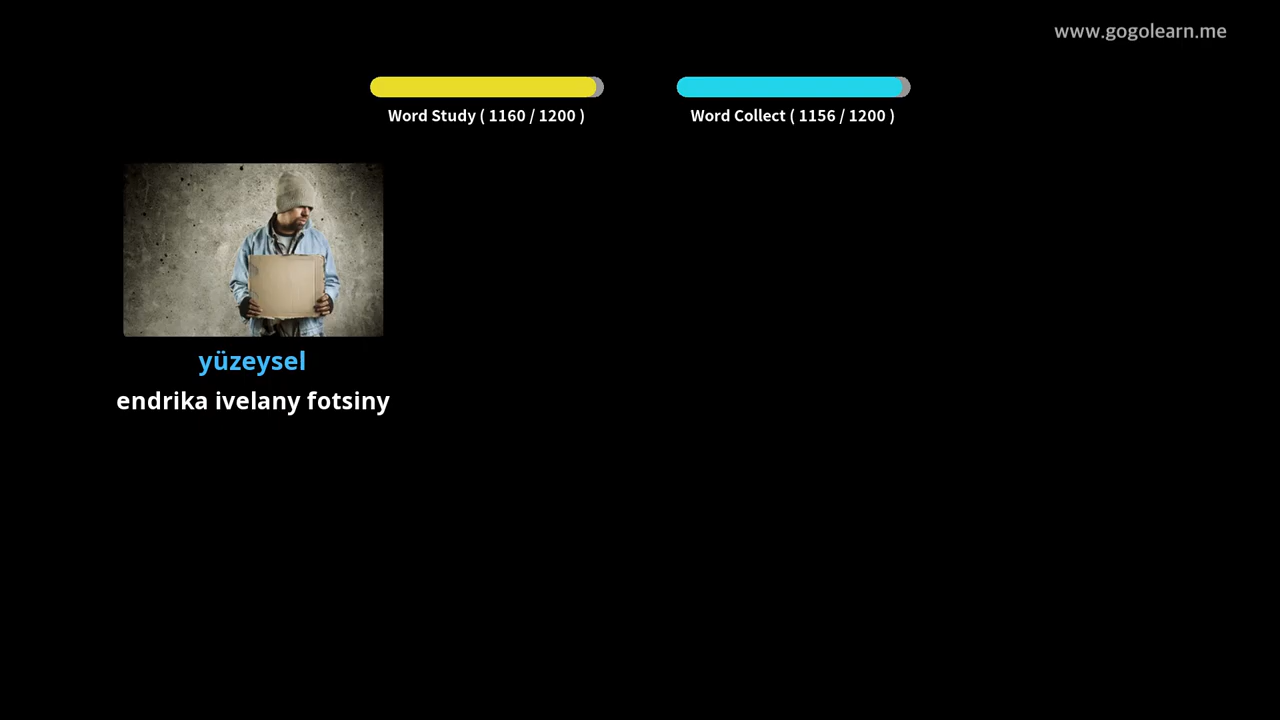 www.gogolearn.me
Word Study ( 1160 / 1200 )
Word Collect ( 1156 / 1200 )
yüzeysel
endrika ivelany fotsiny